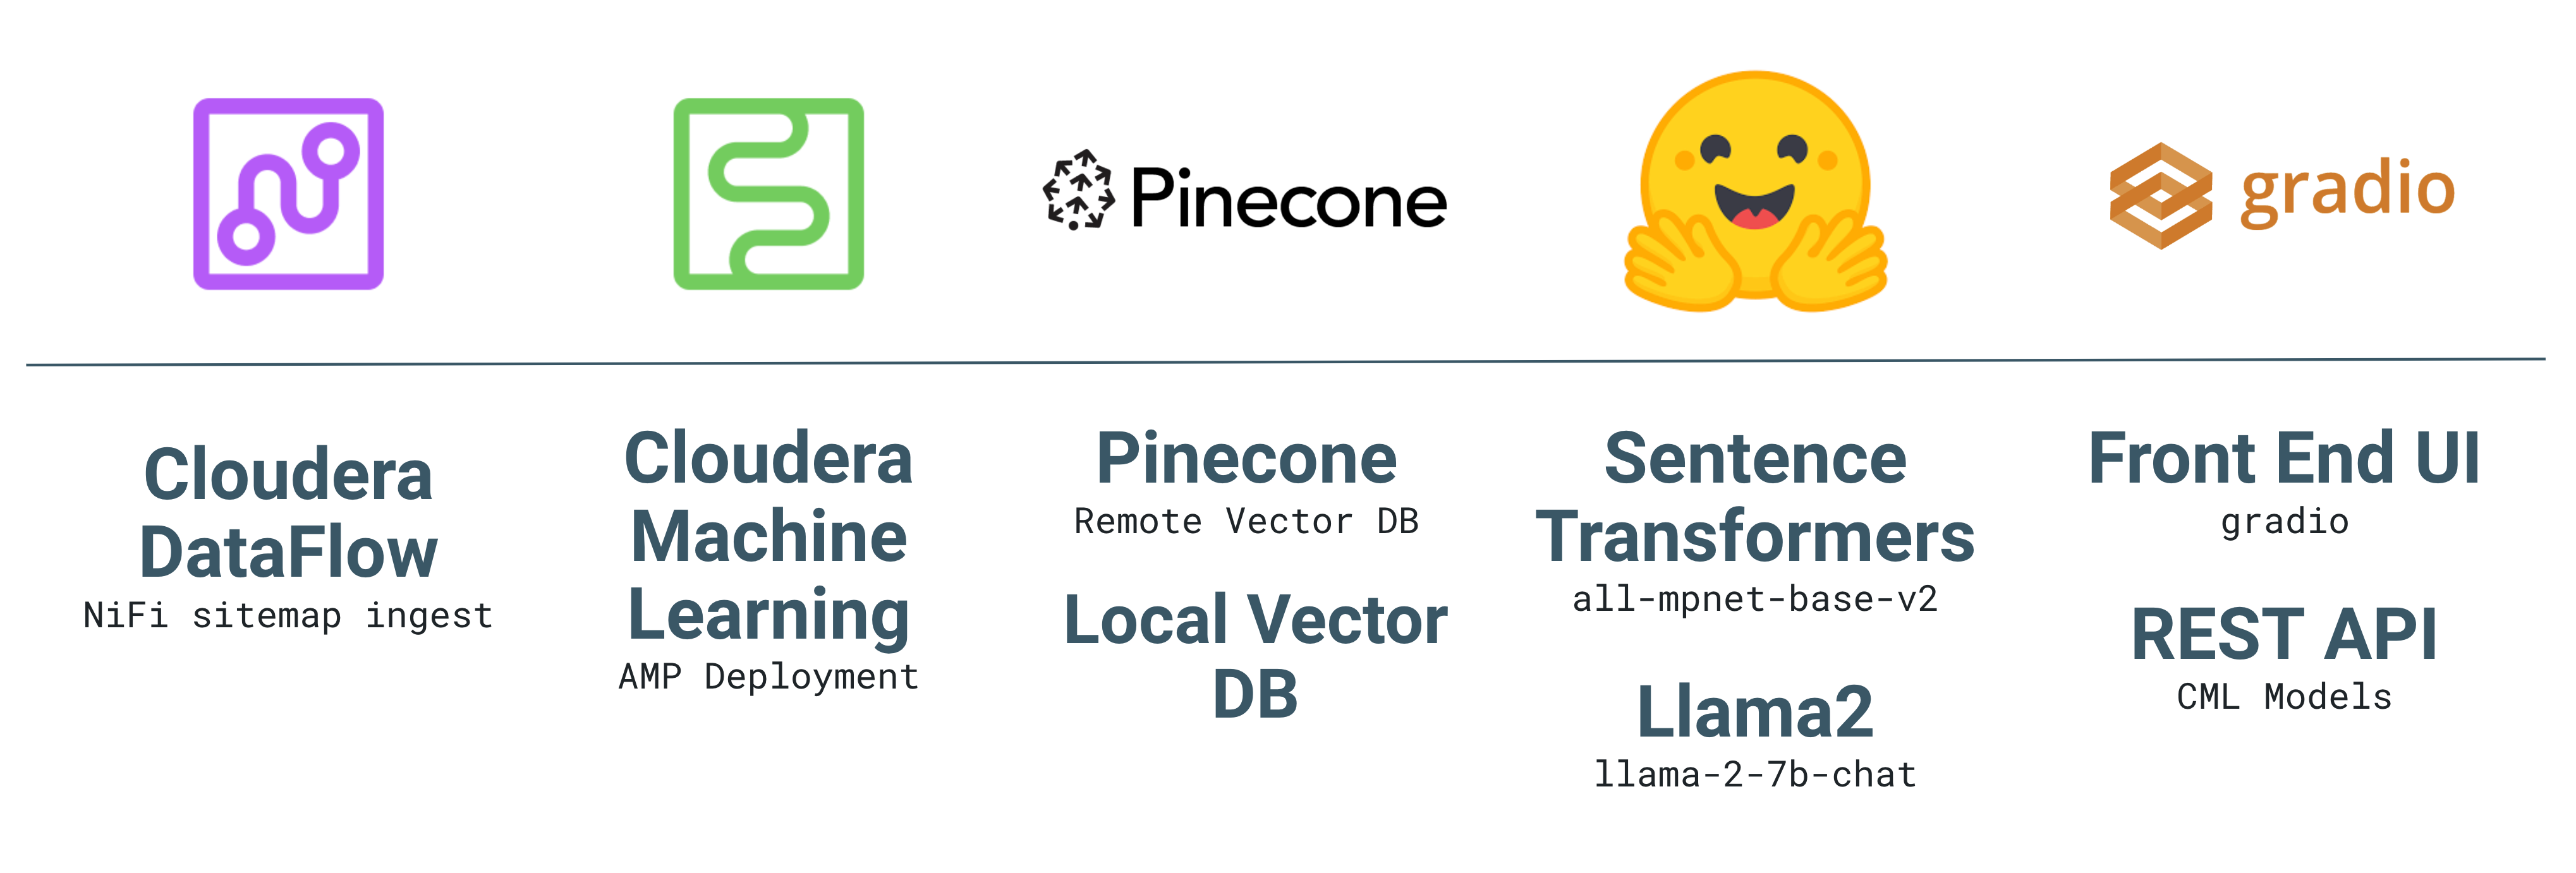 Pinecone
gradio
Cloudera
DataFlow
NiFi sitemap ingest
Cloudera
Machine
Learning
AMP Deployment
Pinecone
Remote Vector DB
Local Vector
DB
Sentence
Transformers
all-mpnet-base-v2
Llama2
llama-2-7b-chat
Front End UI
gradio
REST API
CML Models